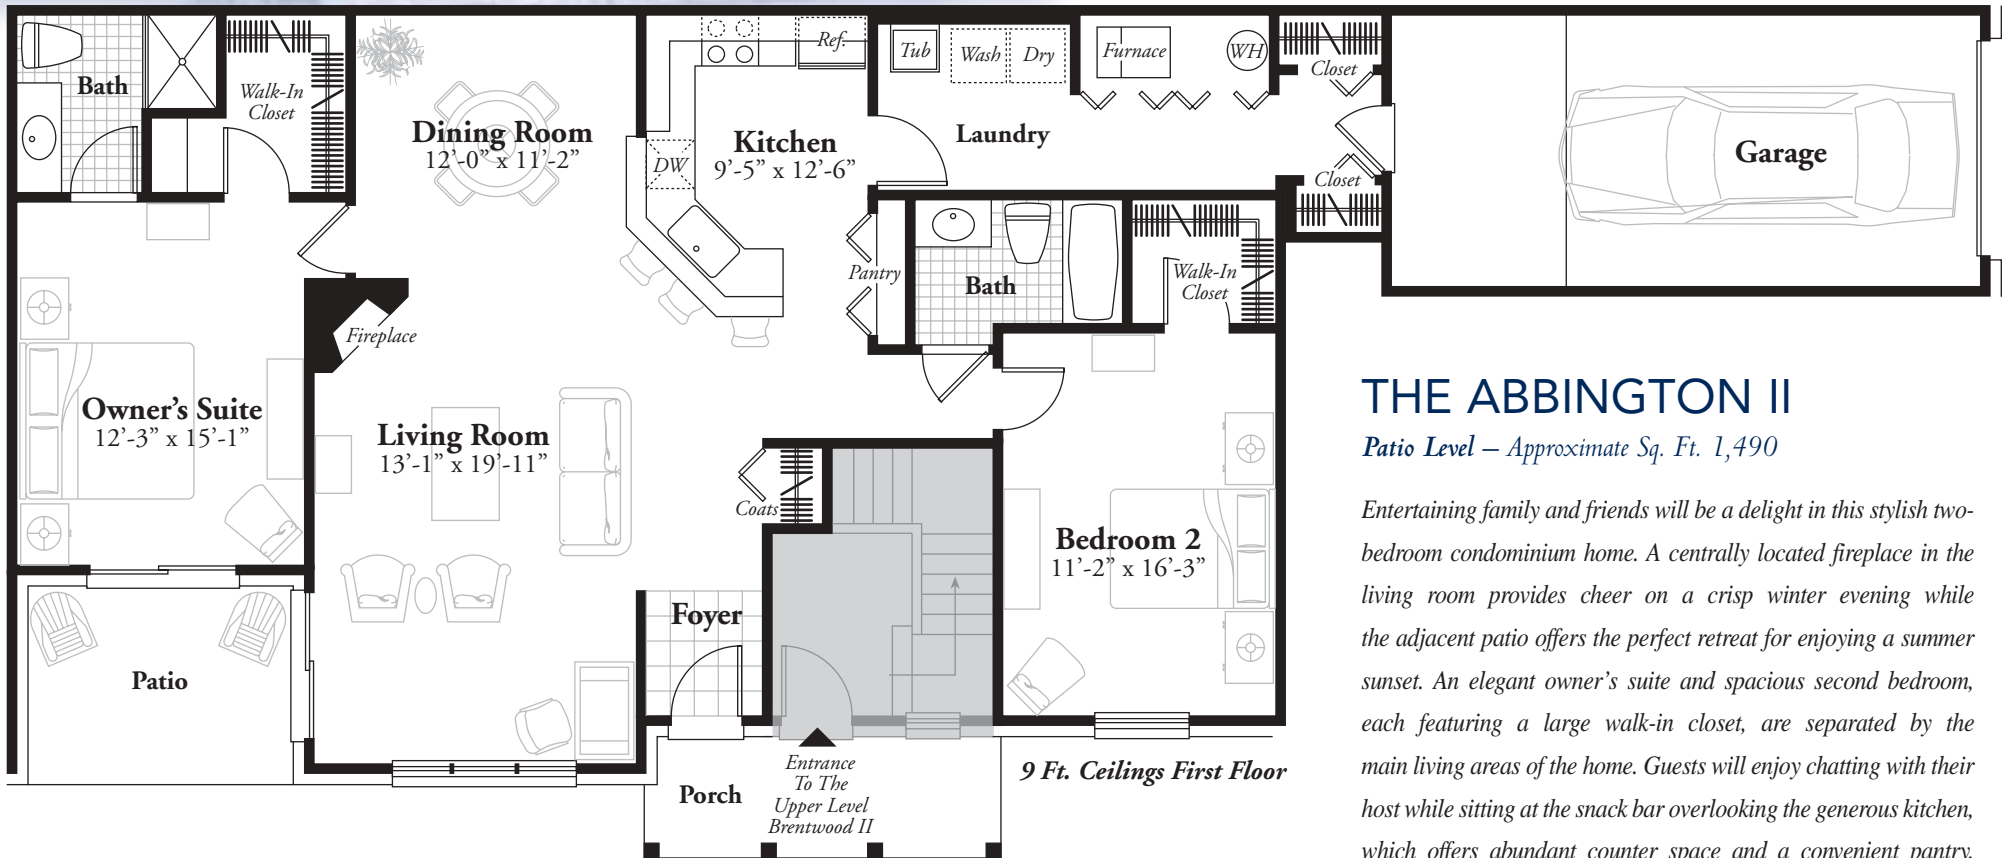 Bath
Walk-In
Closet
Dining Room
12’-0” x 11’-2”
Ref.
DW
Kitchen
9’-5” x 12’-6”
Tub
Wash
Dry
Furnace
WH
Laundry
Closet
Closet
Garage
Pantry
Bath
Walk-In
Closet
Fireplace
Owner’s Suite
12’-3” x 15’-1”
Living Room
13’-1” x 19’-11”
Coats
Bedroom 2
11’-2” x 16’-3”
Foyer
Patio
Porch
Entrance
To The
Upper Level
Brentwood II
9 Ft. Ceilings First Floor
THE ABBINGTON II
Patio Level – Approximate Sq. Ft. 1,490
Entertaining family and friends will be a delight in this stylish two-
bedroom condominium home. A centrally located fireplace in the
living room provides cheer on a crisp winter evening while
the adjacent patio offers the perfect retreat for enjoying a summer
sunset. An elegant owner’s suite and spacious second bedroom,
each featuring a large walk-in closet, are separated by the
main living areas of the home. Guests will enjoy chatting with their
host while sitting at the snack bar overlooking the generous kitchen,
which offers abundant counter space and a convenient pantry.